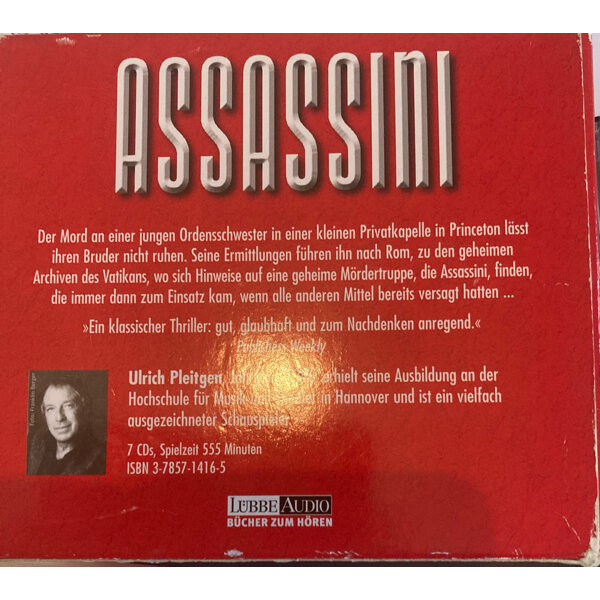 ASSASSINI
Der Mord an einer jungen Ordensschwester in einer kleinen Privatkapelle in Princeton lässt
ihren Bruder nicht ruhen. Seine Ermittlungen führen ihn nach Rom, zu den geheimen
Archiven des Vatikans, wo sich Hinweise auf eine geheime Mördertruppe, die Assassini, finden,
die immer dann zum Einsatz kam, wenn alle anderen Mittel bereits versagt hatten ...
»Ein klassischer Thriller: gut, glaubhaft und zum Nachdenken anregend.«
Publishers Weekly
Foto: Franklin Berger
Ulrich Pleitgen, erhielt seine Ausbildung an der
Hochschule für Musik in Hannover und ist ein vielfach
ausgezeichneter Schauspieler.
7 CDs, Spielzeit 555 Minuten
ISBN 3-7857-1416-5
LÜBBE AUDIO
BÜCHER ZUM HÖREN